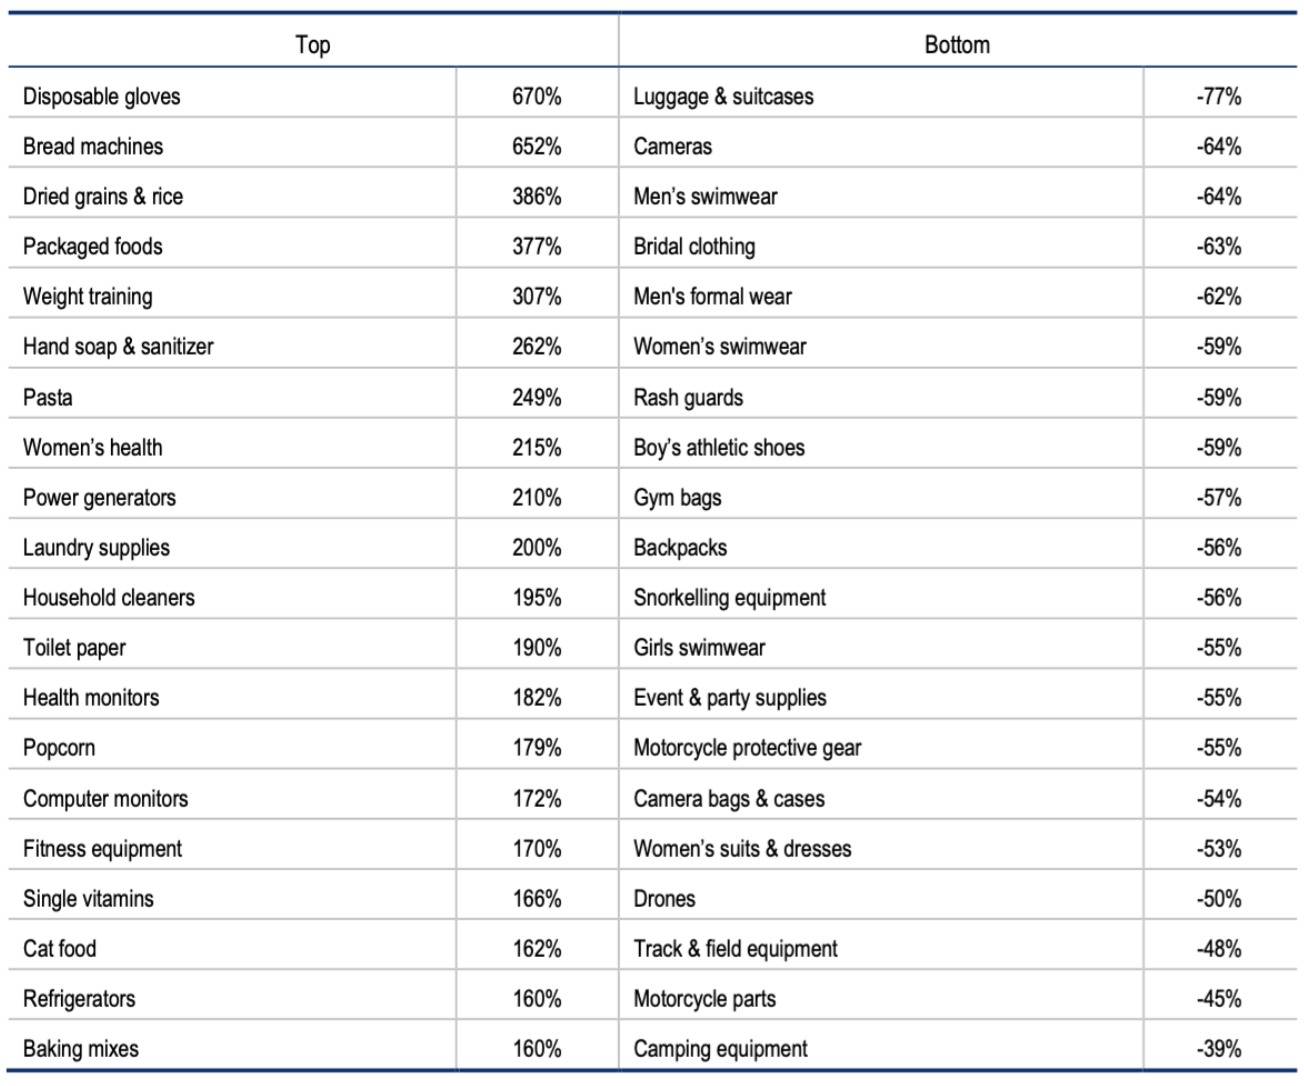 Top Bottom
Disposable gloves 670% Luggage & suitcases -77%
Bread machines 652% Cameras -64%
Dried grains & rice 386% Men’s swimwear -64%
Packaged foods 377% Bridal clothing -63%
Weight training 307% Men's formal wear -62%
Hand soap & sanitizer 262% Women’s swimwear -59%
Pasta 249% Rash guards -59%
Women’s health 215% Boy’s athletic shoes -59%
Power generators 210% Gym bags -57%
Laundry supplies 200% Backpacks -56%
Household cleaners 195% Snorkelling equipment -56%
Toilet paper 190% Girls swimwear -55%
Health monitors 182% Event & party supplies -55%
Popcorn 179% Motorcycle protective gear -55%
Computer monitors 172% Camera bags & cases -54%
Fitness equipment 170% Women’s suits & dresses -53%
Single vitamins 166% Drones -50%
Cat food 162% Track & field equipment -48%
Refrigerators 160% Motorcycle parts -45%
Baking mixes 160% Camping equipment -39%